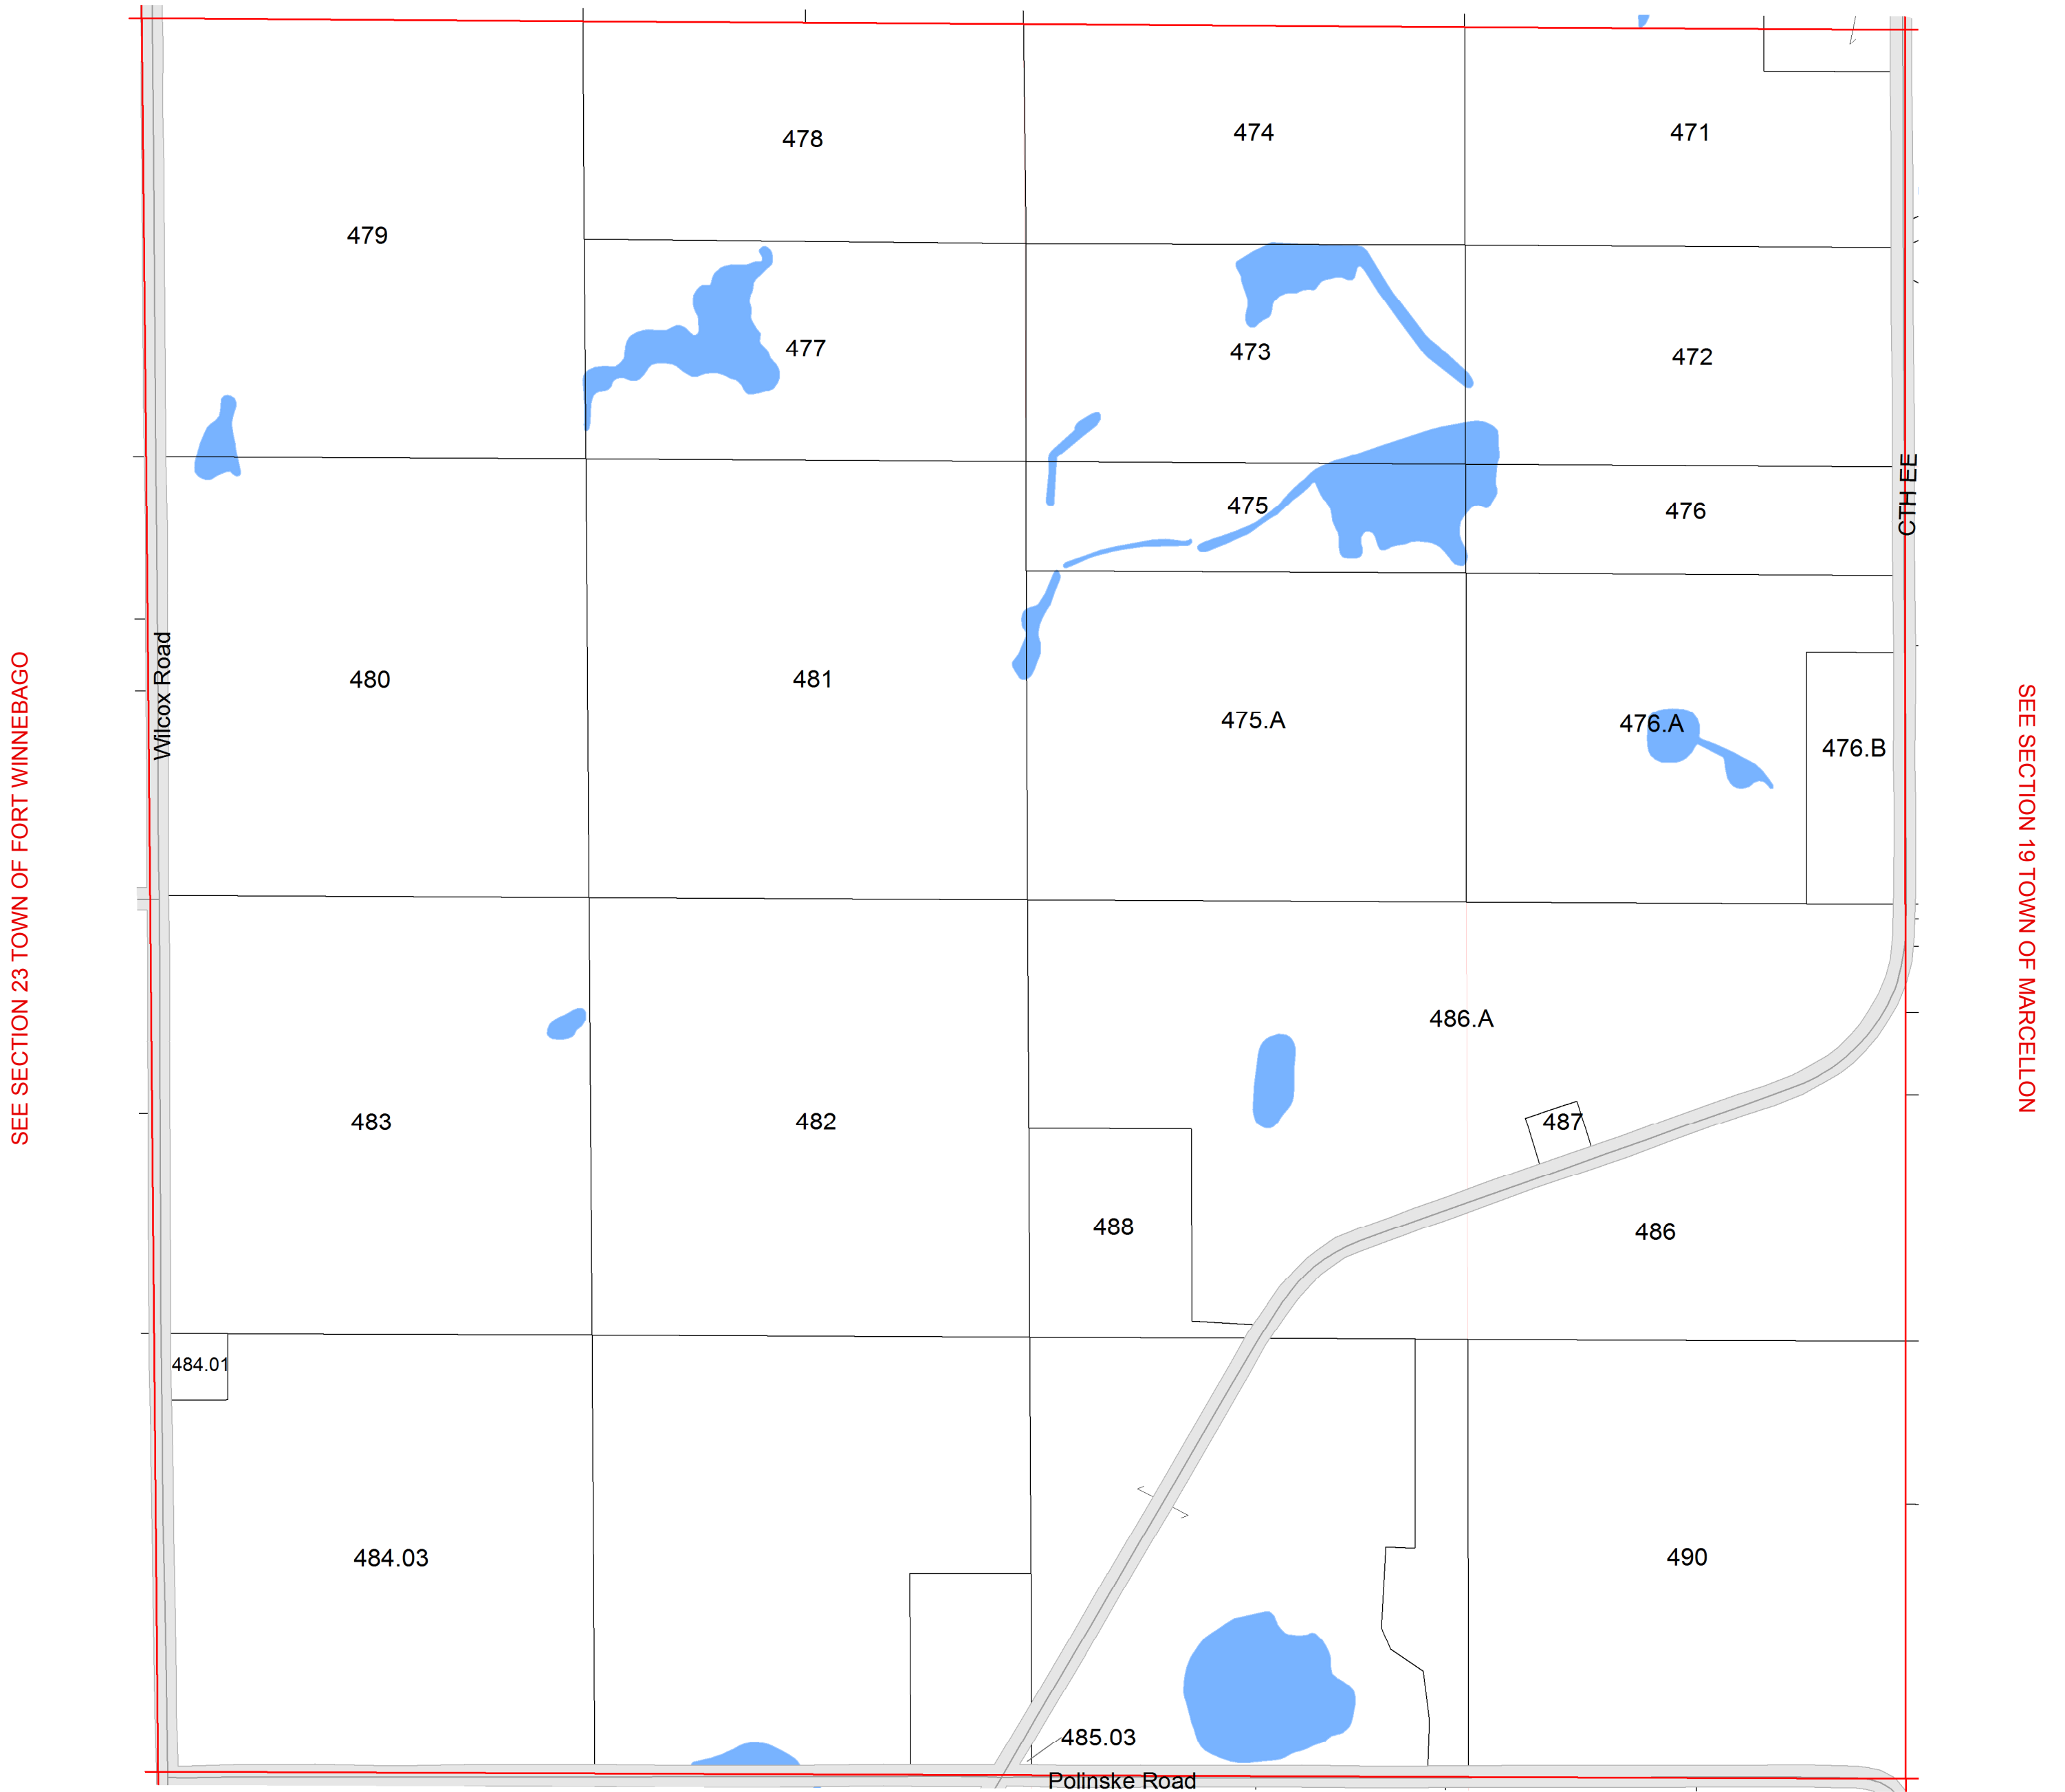 478
474
471
479
477
473
472
475
476
CTH EE
Wilcox Road
480
481
475.A
476.A
476.B
SEE SECTION 23 TOWN OF FORT WINNEBAGO
SEE SECTION 19 TOWN OF MARCELLON
486.A
483
482
487
488
486
484.01
484.03
490
485.03
Polinske Road